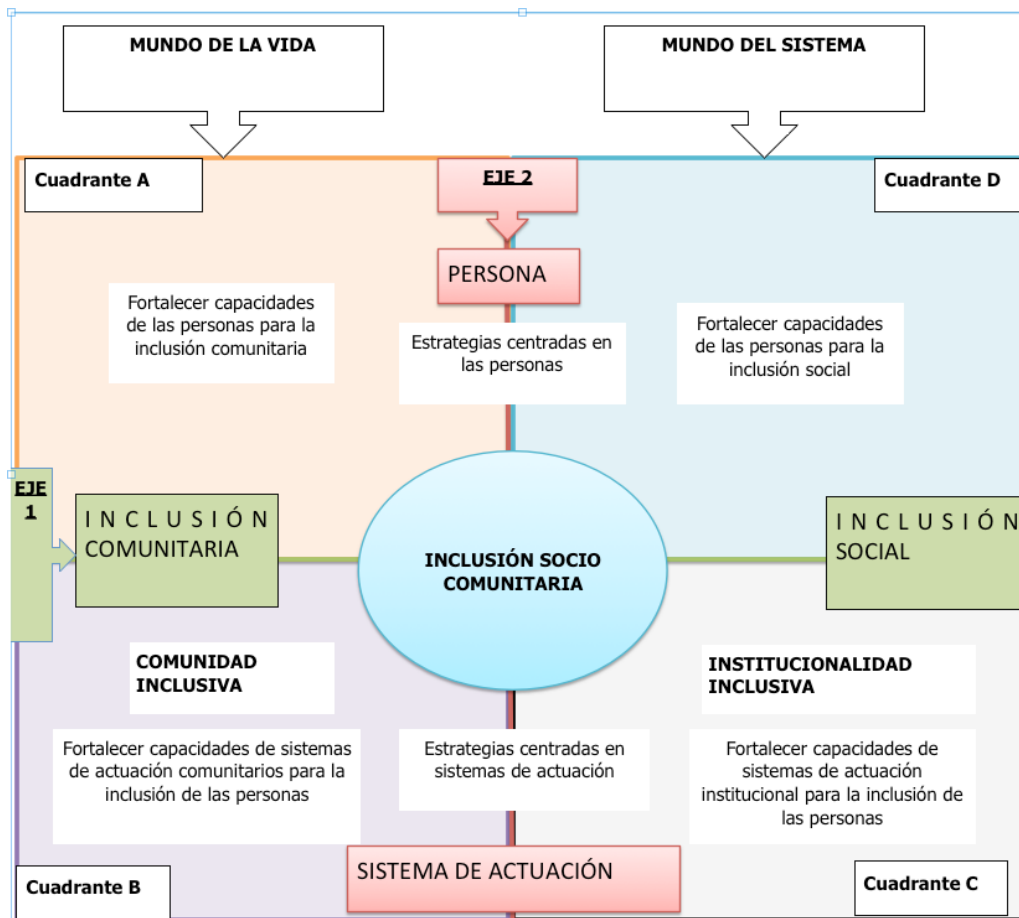 MUNDO DE LA VIDA
MUNDO DEL SISTEMA
Cuadrante A
EJE 2
Cuadrante D
PERSONA
Fortalecer capacidades
de las personas para la
inclusión comunitaria
Estrategias centradas en
las personas
Fortalecer capacidades
de las personas para la
inclusión social
EJE
1
INCLUSIÓN
COMUNITARIA
INCLUSIÓN SOCIO
COMUNITARIA
INCLUSIÓN
SOCIAL
COMUNIDAD
INCLUSIVA
INSTITUCIONALIDAD
INCLUSIVA
Fortalecer capacidades de sistemas
de actuación comunitarios para la
inclusión de las personas
Estrategias centradas en
sistemas de actuación
Fortalecer capacidades de
sistemas de actuación
institucional para la inclusión de
las personas
SISTEMA DE ACTUACIÓN
Cuadrante B
Cuadrante C